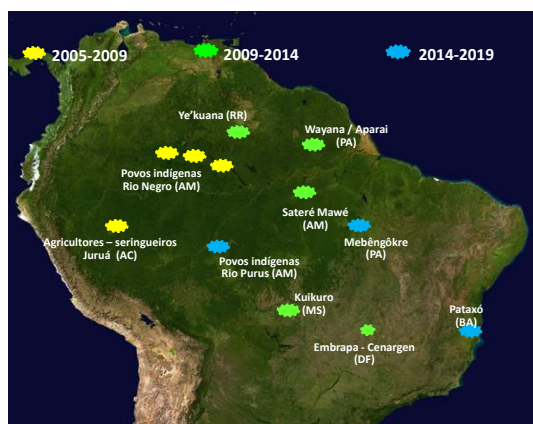 2005-2009
2009-2014
2014-2019
Ye'kuana (RR)
Wayana / Aparai
(PA)
Povos indígenas
Rio Negro (AM)
Sateré Mawé
(AM)
Agricultores – seringueiros
Juruá (AC)
Povos indígenas
Rio Purus (AM)
Mebêngôkre
(PA)
Kuikuro
(MS)
Pataxó
(BA)
Embrapa - Cenargen
(DF)